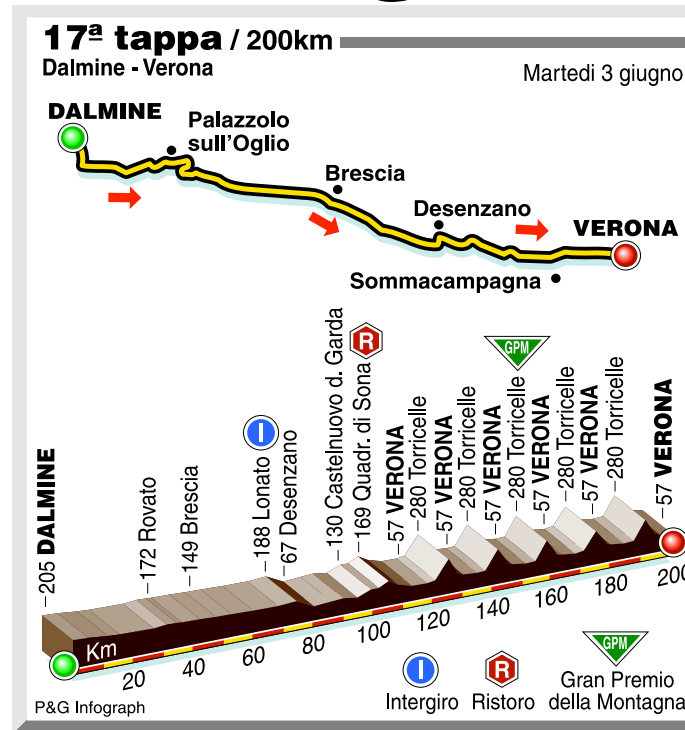 17ª tappa / 200km
Dalmine - Verona
Martedi 3 giugno
DALMINE
Palazzolo
sull'Oglio
Brescia
Desenzano
VERONA
Sommacampagna
205 DALMINE
172 Rovato
149 Brescia
188 Lonato
I
67 Desenzano
130 Castelnuovo d. Garda
169 Quadr. di Sona
R
57 VERONA
280 Torricelle
57 VERONA
280 Torricelle
57 VERONA
280 Torricelle
GPM
57 VERONA
280 Torricelle
57 VERONA
280 Torricelle
57 VERONA
Km
20
40
60
80
100
120
140
160
180
200
I
Intergiro
R
Ristoro
GPM
Gran Premio
della Montagna
P&G Infograph